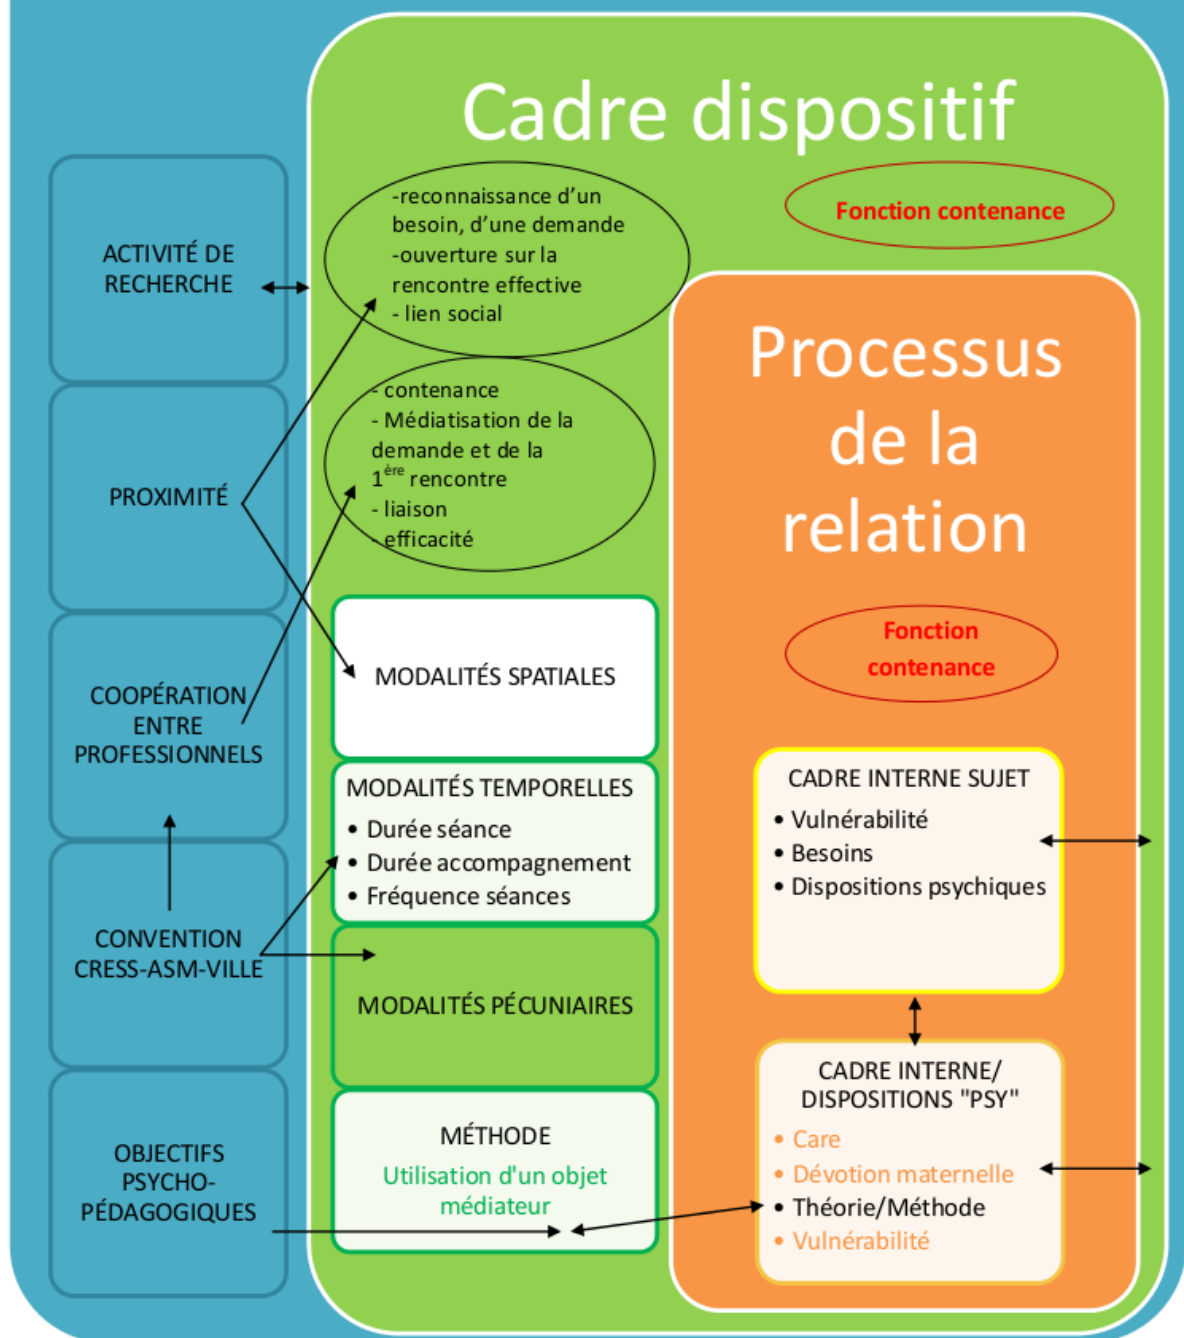 Cadre dispositif
ACTIVITÉ DE
RECHERCHE
PROXIMITÉ
COOPÉRATION
ENTRE
PROFESSIONNELS
CONVENTION
CRESS-ASM-VILLE
OBJECTIFS
PSYCHO-
PÉDAGOGIQUES
-reconnaissance d’un
besoin, d’une demande
-ouverture sur la
rencontre effective
- lien social
- contenance
- Médiatisation de la
demande et de la
1ère rencontre
- liaison
- efficacité
MODALITÉS SPATIALES
MODALITÉS TEMPORELLES
• Durée séance
• Durée accompagnement
• Fréquence séances
MODALITÉS PÉCUNIAIRES
MÉTHODE
Utilisation d'un objet
médiateur
Fonction contenance
Processus
de la
relation
Fonction
contenance
CADRE INTERNE SUJET
• Vulnérabilité
• Besoins
• Dispositions psychiques
CADRE INTERNE/
DISPOSITIONS "PSY"
• Care
• Dévotion maternelle
• Théorie/Méthode
• Vulnérabilité